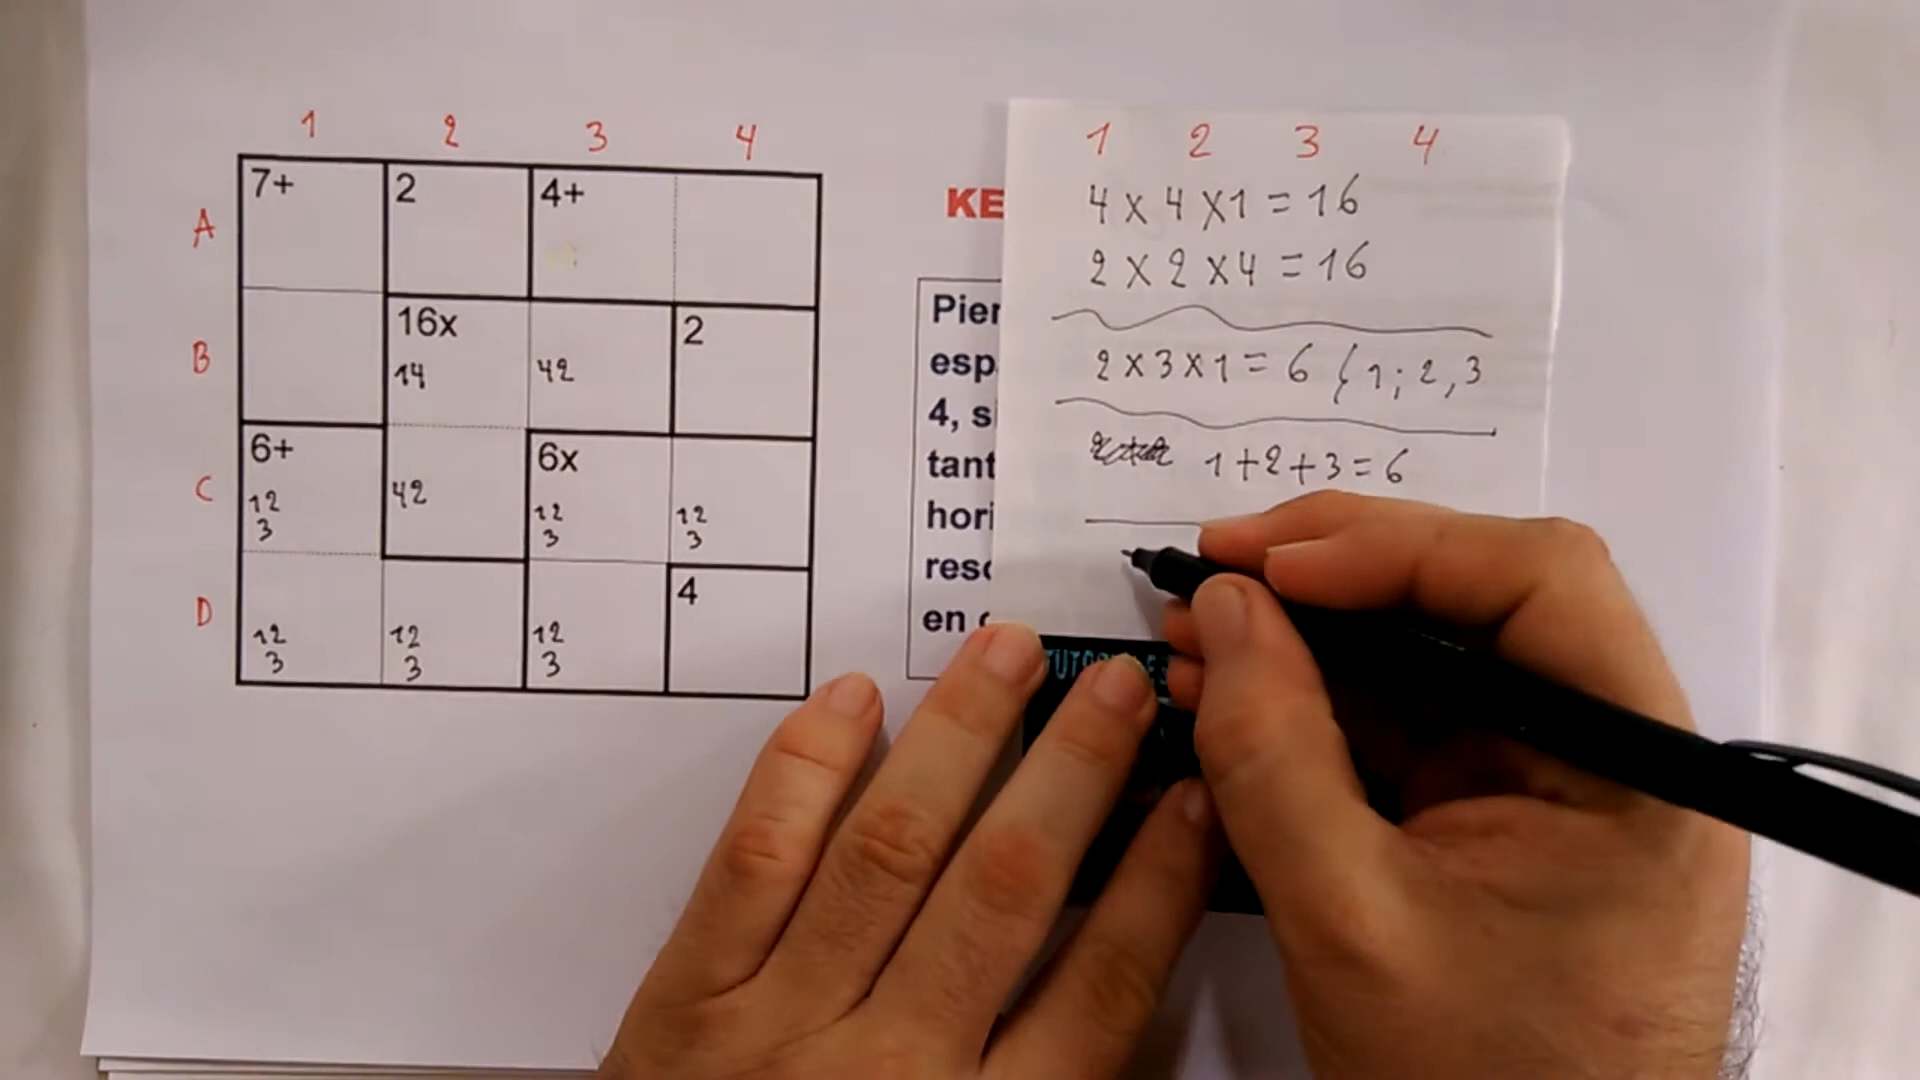 1 2 3 4
A 7+ 2 4+
B 16x 2
14 42
C 6+ 6x
12 3 42 12 3 12 3
D 4
12 3 12 3 12 3
KE
Pier
esp
4, s
tant
hori
res
en
1 2 3 4
4 x 4 x 1 = 16
2 x 2 x 4 = 16
2 x 3 x 1 = 6 { 1; 2, 3
1 + 2 + 3 = 6